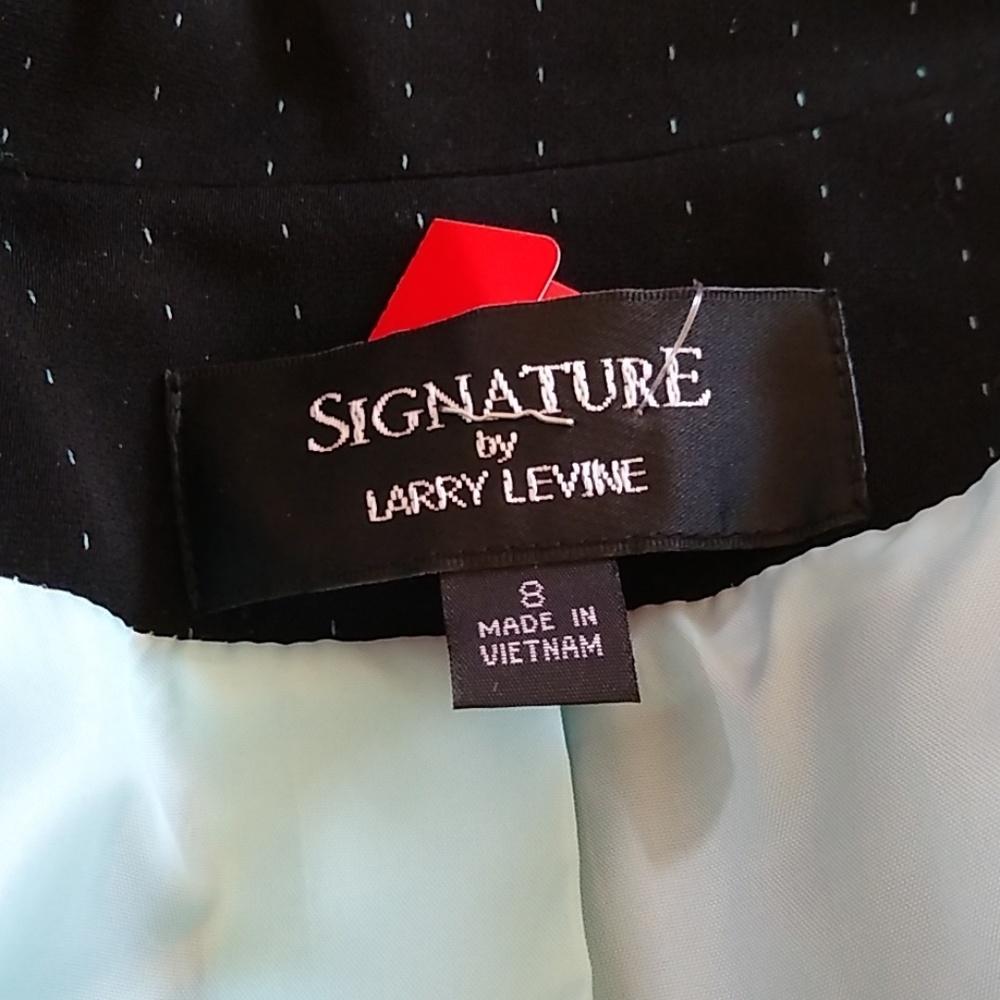 SIGNATURE
by
LARRY LEVINE
8
MADE IN
VIETNAM